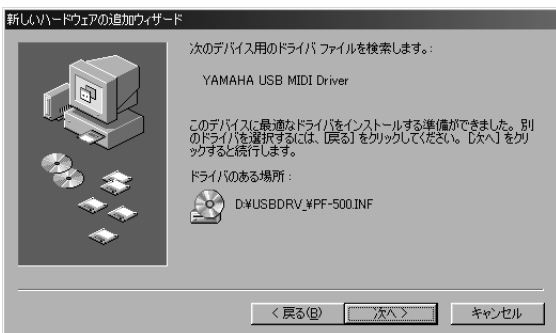 新しいハードウェアの追加ウィザード
次のデバイス用のドライバ ファイルを検索します。:
YAMAHA USB MIDI Driver
このデバイスに最適なドライバをインストールする準備ができました。別
のドライバを選択するには、[戻る] をクリックしてください。[次へ] をクリ
ックすると続行します。
ドライバのある場所:
D:¥USBDRV_¥PF-500.INF
< 戻る(B)
次へ >
キャンセル